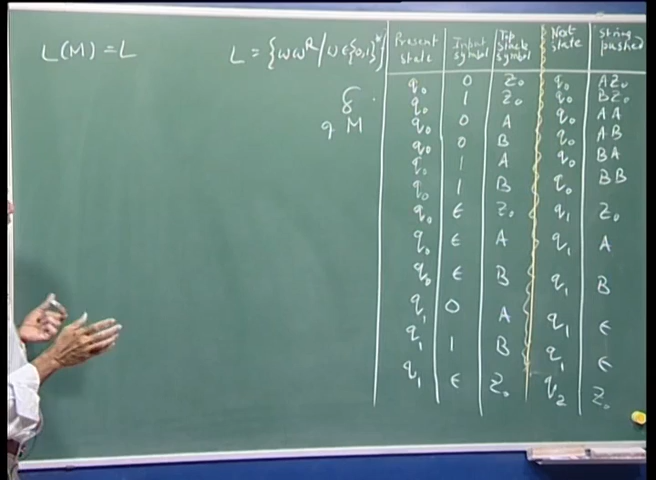 L(M) = L
L = {ωω^R / ω ∈ {0,1}*}
δ
q M
Present state | Input symbol | Top stack symbol | Next state | String pushed
q₀ | 0 | Z₀ | q₀ | AZ₀
q₀ | 1 | Z₀ | q₀ | BZ₀
q₀ | 0 | A | q₀ | AA
q₀ | 0 | B | q₀ | AB
q₀ | 1 | A | q₀ | BA
q₀ | 1 | B | q₀ | BB
q₀ | ϵ | Z₀ | q₁ | Z₀
q₀ | ϵ | A | q₁ | A
q₀ | ϵ | B | q₁ | B
q₁ | 0 | A | q₁ | ϵ
q₁ | 1 | B | q₁ | ϵ
q₁ | ϵ | Z₀ | q₂ | Z₀